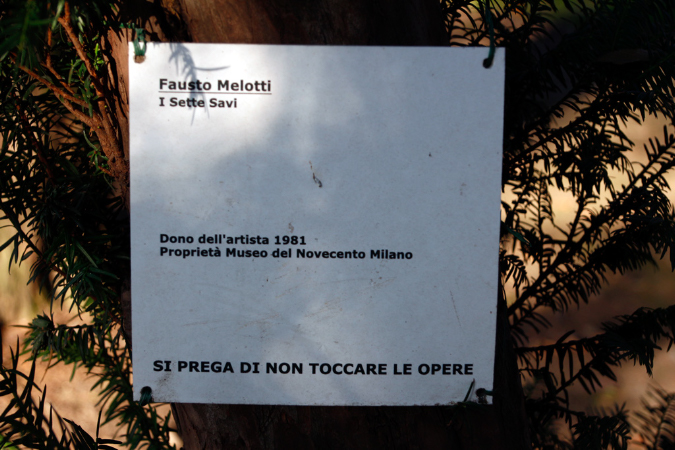 Fausto Melotti
I Sette Savi
Dono dell'artista 1981
Proprietà Museo del Novecento Milano
SI PREGA DI NON TOCCARE LE OPERE